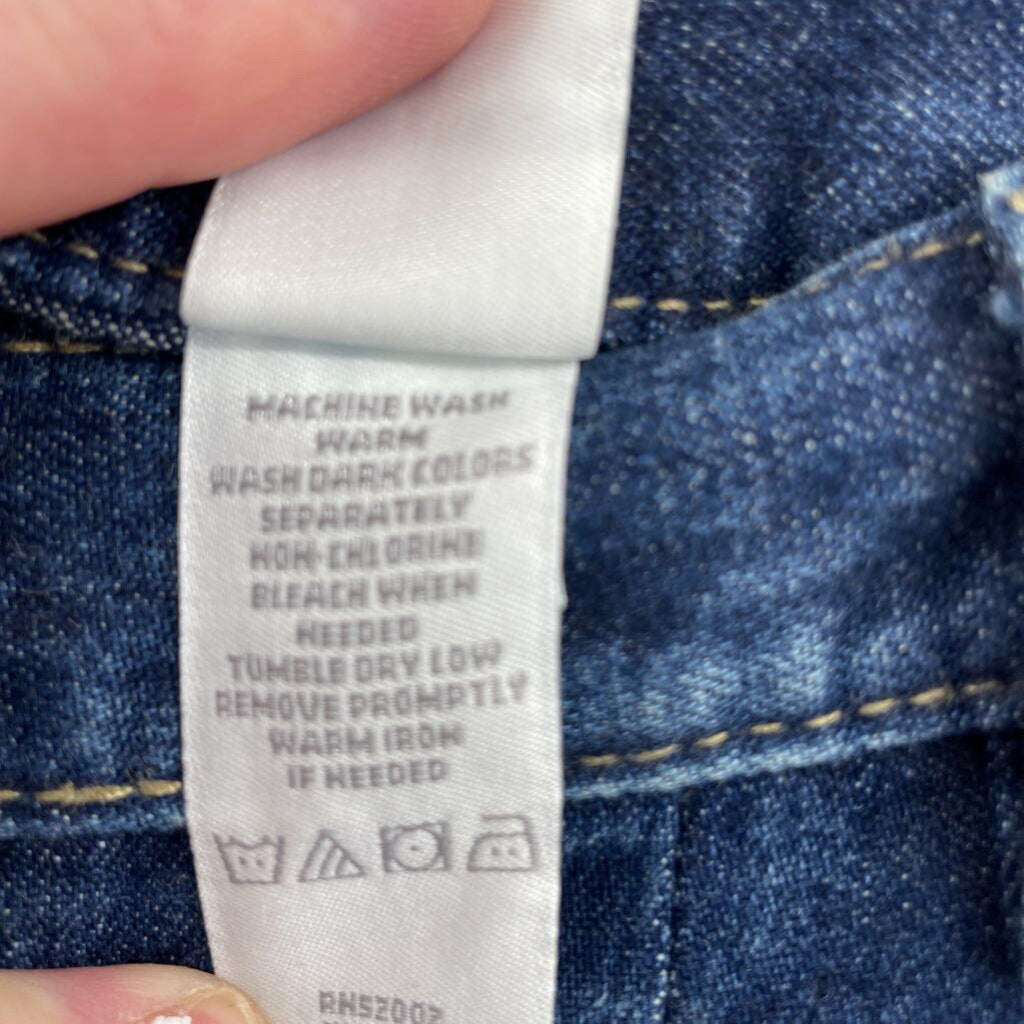 MACHINE WASH
WARM
WASH DARK COLORS
SEPARATELY
NON-CHLORINE
BLEACH WHEN
NEEDED
TUMBLE DRY LOW
REMOVE PROMPTLY
WARM IRON
IF NEEDED